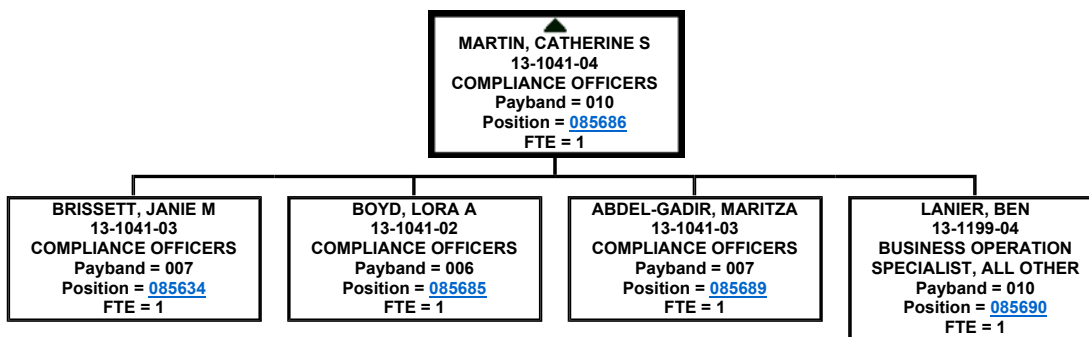 MARTIN, CATHERINE S
13-1041-04
COMPLIANCE OFFICERS
Payband = 010
Position = 085686
FTE = 1
BRISSETT, JANIE M
13-1041-03
COMPLIANCE OFFICERS
Payband = 007
Position = 085634
FTE = 1
BOYD, LORA A
13-1041-02
COMPLIANCE OFFICERS
Payband = 006
Position = 085685
FTE = 1
ABDEL-GADIR, MARITZA
13-1041-03
COMPLIANCE OFFICERS
Payband = 007
Position = 085689
FTE = 1
LANIER, BEN
13-1199-04
BUSINESS OPERATION
SPECIALIST, ALL OTHER
Payband = 010
Position = 085690
FTE = 1